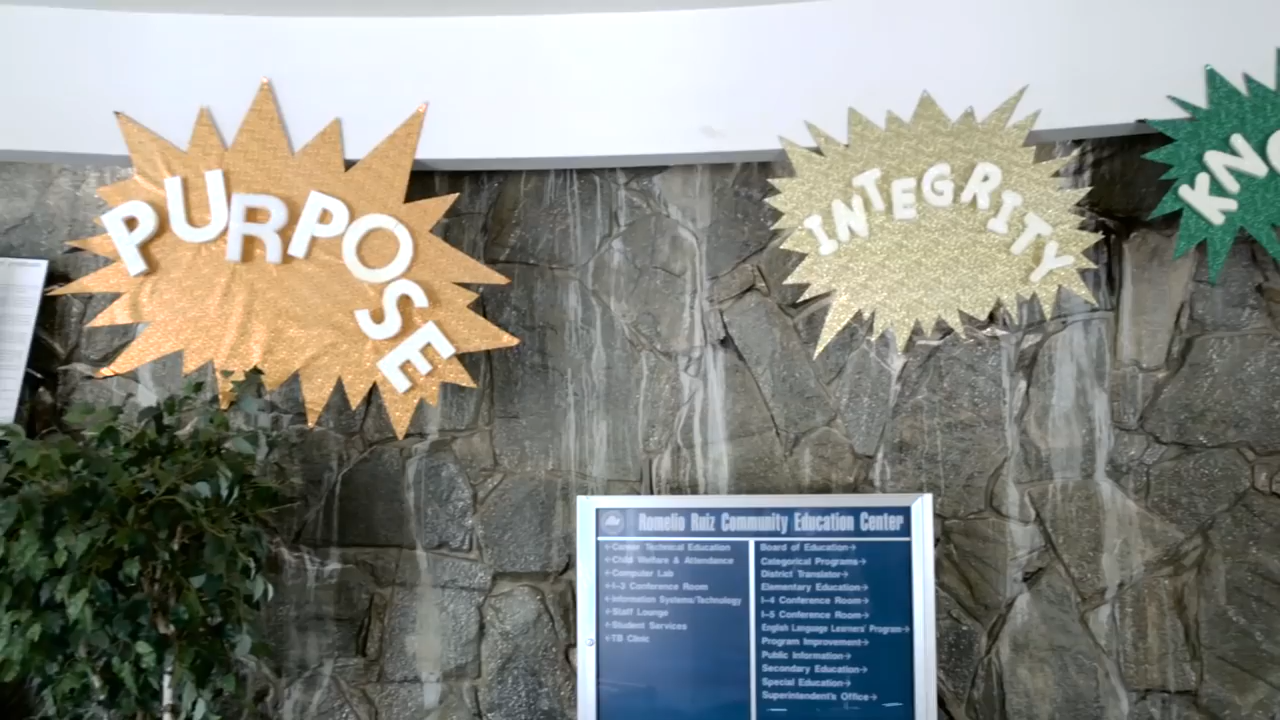 PURPOSE
INTEGRITY
KNO
Romelio Ruiz Community Education Center
←Career Technical Education
←Child Welfare & Attendance
←Computer Lab
←I-3 Conference Room
←Information Systems/Technology
←Staff Lounge
←Student Services
←TB Clinic
Board of Education→
Categorical Programs→
District Translator→
Elementary Education→
I-4 Conference Room→
I-5 Conference Room→
English Language Learners' Program→
Program Improvement→
Public Information→
Secondary Education→
Special Education→
Superintendent's Office→